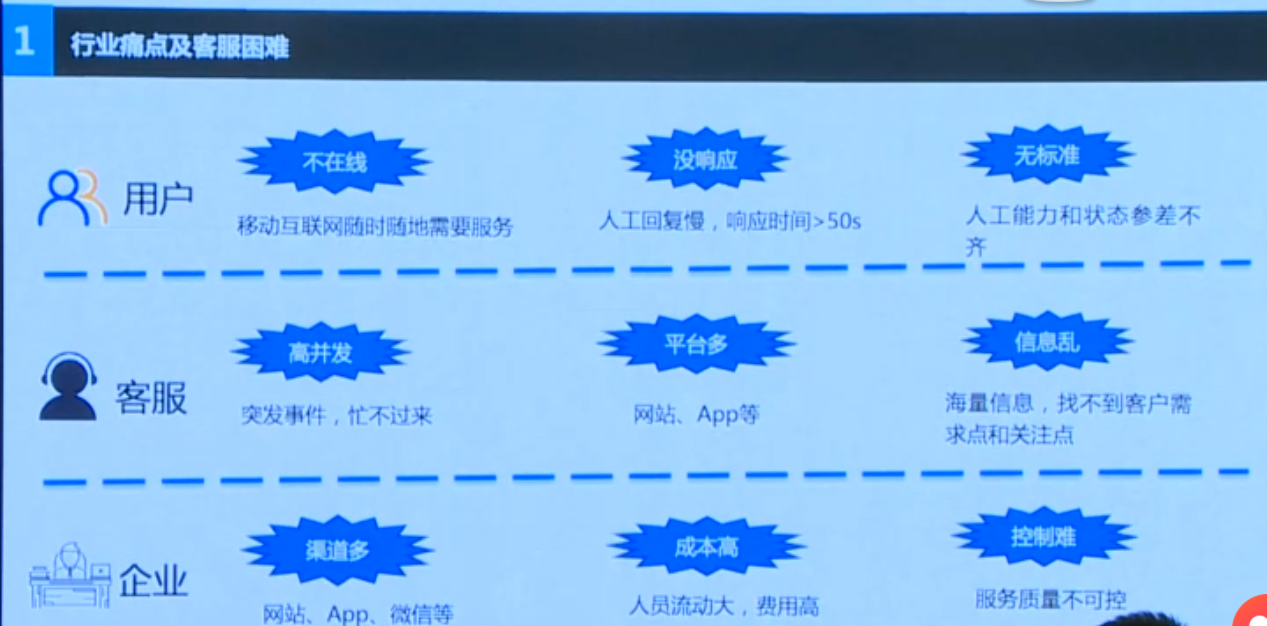 1
行业痛点及客服困难
用户
不在线
没响应
无标准
移动互联网随时随地需要服务
人工回复慢，响应时间>50s
人工能力和状态参差不
齐
客服
高并发
平台多
信息乱
突发事件，忙不过来
网站、App等
海量信息，找不到客户需
求点和关注点
企业
渠道多
成本高
控制难
网站、App、微信等
人员流动大，费用高
服务质量不可控